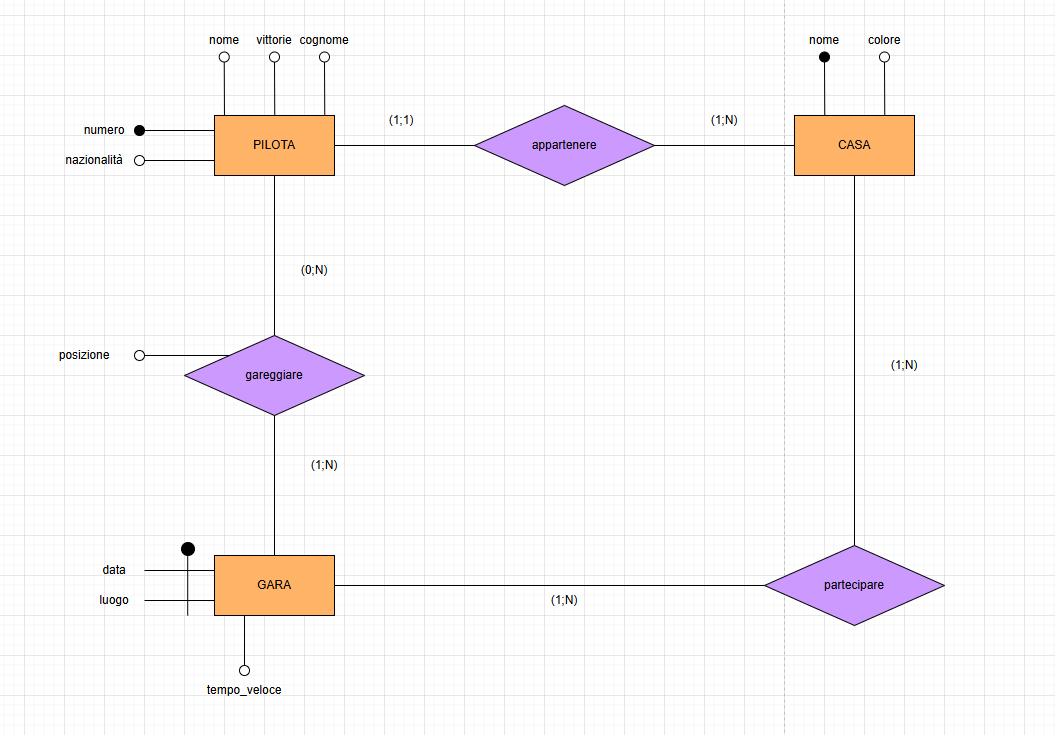 nome vittorie cognome
nome colore
numero
nazionalità
PILOTA
(1;1)
appartenere
(1;N)
CASA
(0;N)
posizione
gareggiare
(1;N)
(1;N)
data
luogo
GARA
(1;N)
partecipare
tempo_veloce